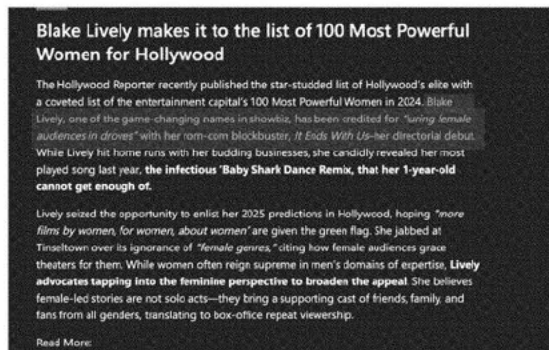 Blake Lively makes it to the list of 100 Most Powerful
Women for Hollywood
The Hollywood Reporter recently published the star-studded list of Hollywood's elite with
a coveted list of the entertainment capital's 100 Most Powerful Women in 2024. Blake
Lively, one of the game-changing names in showbiz, has been credited for "luring female
audiences in droves" with her rom-com blockbuster, It Ends With Us–her directorial debut.
While Lively hit home runs with her budding businesses, she candidly revealed her most
played song last year, the infectious 'Baby Shark Dance Remix, that her 1-year-old
cannot get enough of.
Lively seized the opportunity to enlist her 2025 predictions in Hollywood, hoping "more
films by women, for women, about women" are given the green flag. She jabbed at
Tinseltown over its ignorance of "female genres," citing how female audiences grace
theaters for them. While women often reign supreme in men's domains of expertise, Lively
advocates tapping into the feminine perspective to broaden the appeal. She believes
female-led stories are not solo acts—they bring a supporting cast of friends, family, and
fans from all genders, translating to box-office repeat viewership.
Read More: